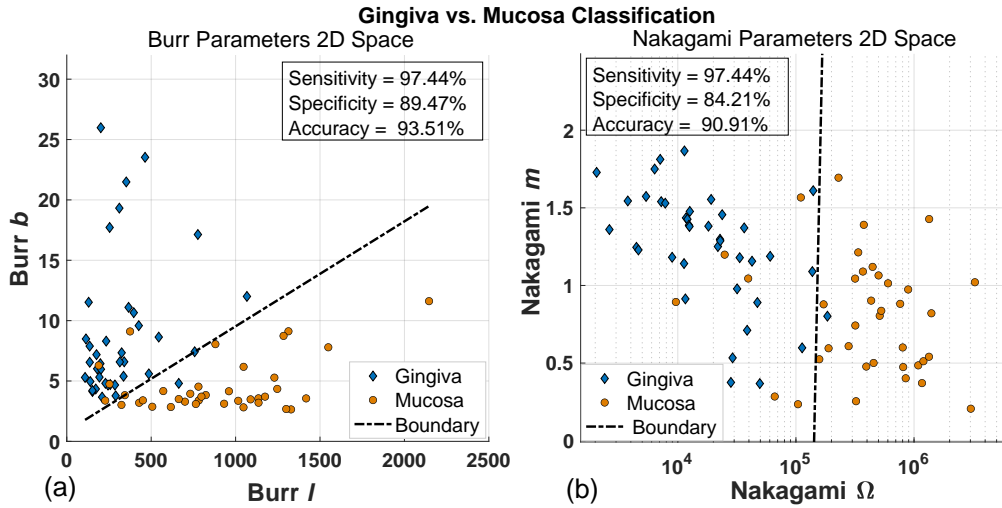 Gingiva vs. Mucosa Classification
Burr Parameters 2D Space
Sensitivity = 97.44%
Specificity = 89.47%
Accuracy = 93.51%
30
25
20
15
10
5
0
Burr b
0 500 1000 1500 2000 2500
Burr l
Gingiva
Mucosa
Boundary
(a)
Nakagami Parameters 2D Space
Sensitivity = 97.44%
Specificity = 84.21%
Accuracy = 90.91%
2
1.5
1
0.5
0
Nakagami m
10^4 10^5 10^6
Nakagami Ω
Gingiva
Mucosa
Boundary
(b)